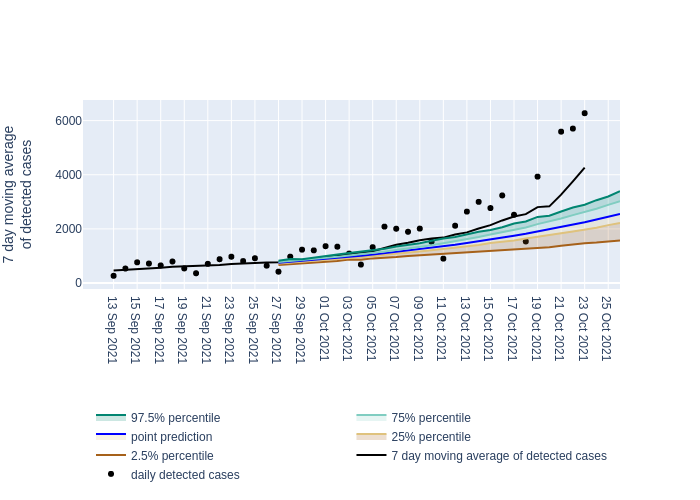 7 day moving average
of detected cases
6000
4000
2000
0
13 Sep 2021
15 Sep 2021
17 Sep 2021
19 Sep 2021
21 Sep 2021
23 Sep 2021
25 Sep 2021
27 Sep 2021
29 Sep 2021
01 Oct 2021
03 Oct 2021
05 Oct 2021
07 Oct 2021
09 Oct 2021
11 Oct 2021
13 Oct 2021
15 Oct 2021
17 Oct 2021
19 Oct 2021
21 Oct 2021
23 Oct 2021
25 Oct 2021
97.5% percentile
75% percentile
point prediction
25% percentile
2.5% percentile
7 day moving average of detected cases
daily detected cases